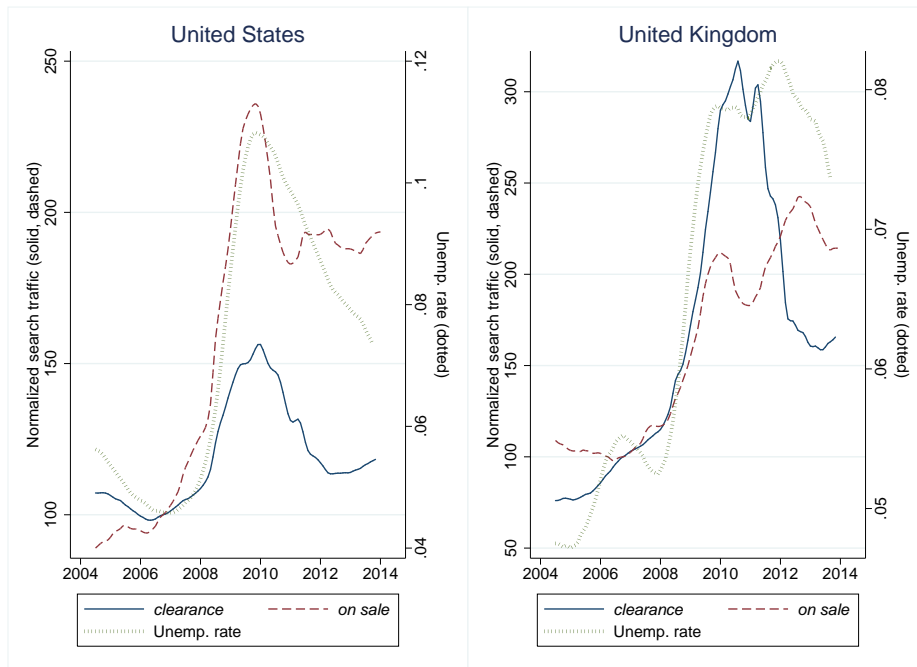 United States
Normalized search traffic (solid, dashed)
250
200
150
100
.12
.1
.08
.06
.04
Unemp. rate (dotted)
2004 2006 2008 2010 2012 2014
clearance on sale
Unemp. rate
United Kingdom
Normalized search traffic (solid, dashed)
300
250
200
150
100
50
.08
.07
.06
.05
Unemp. rate (dotted)
2004 2006 2008 2010 2012 2014
clearance on sale
Unemp. rate